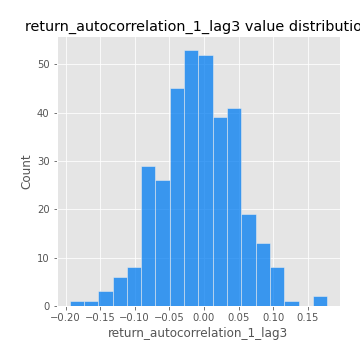 return_autocorrelation_1_lag3 value distributio
50
40
30
20
10
0
Count
−0.20 −0.15 −0.10 −0.05 0.00 0.05 0.10 0.15
return_autocorrelation_1_lag3